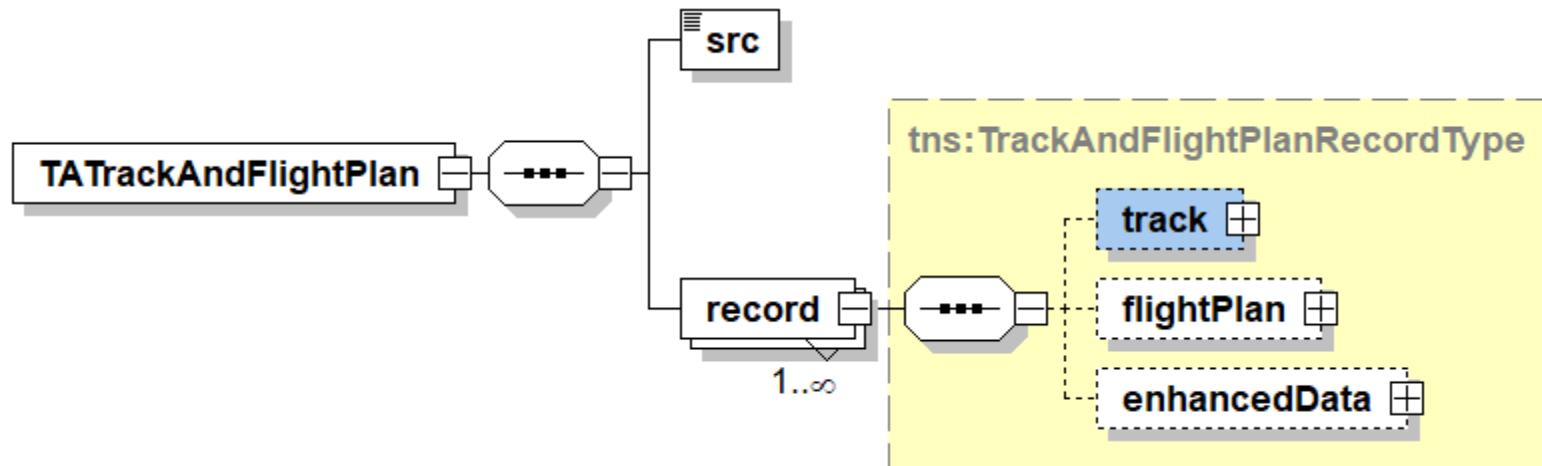 src
tns:TrackAndFlightPlanRecordType
TATrackAndFlightPlan
track
record
flightPlan
1..∞
enhancedData